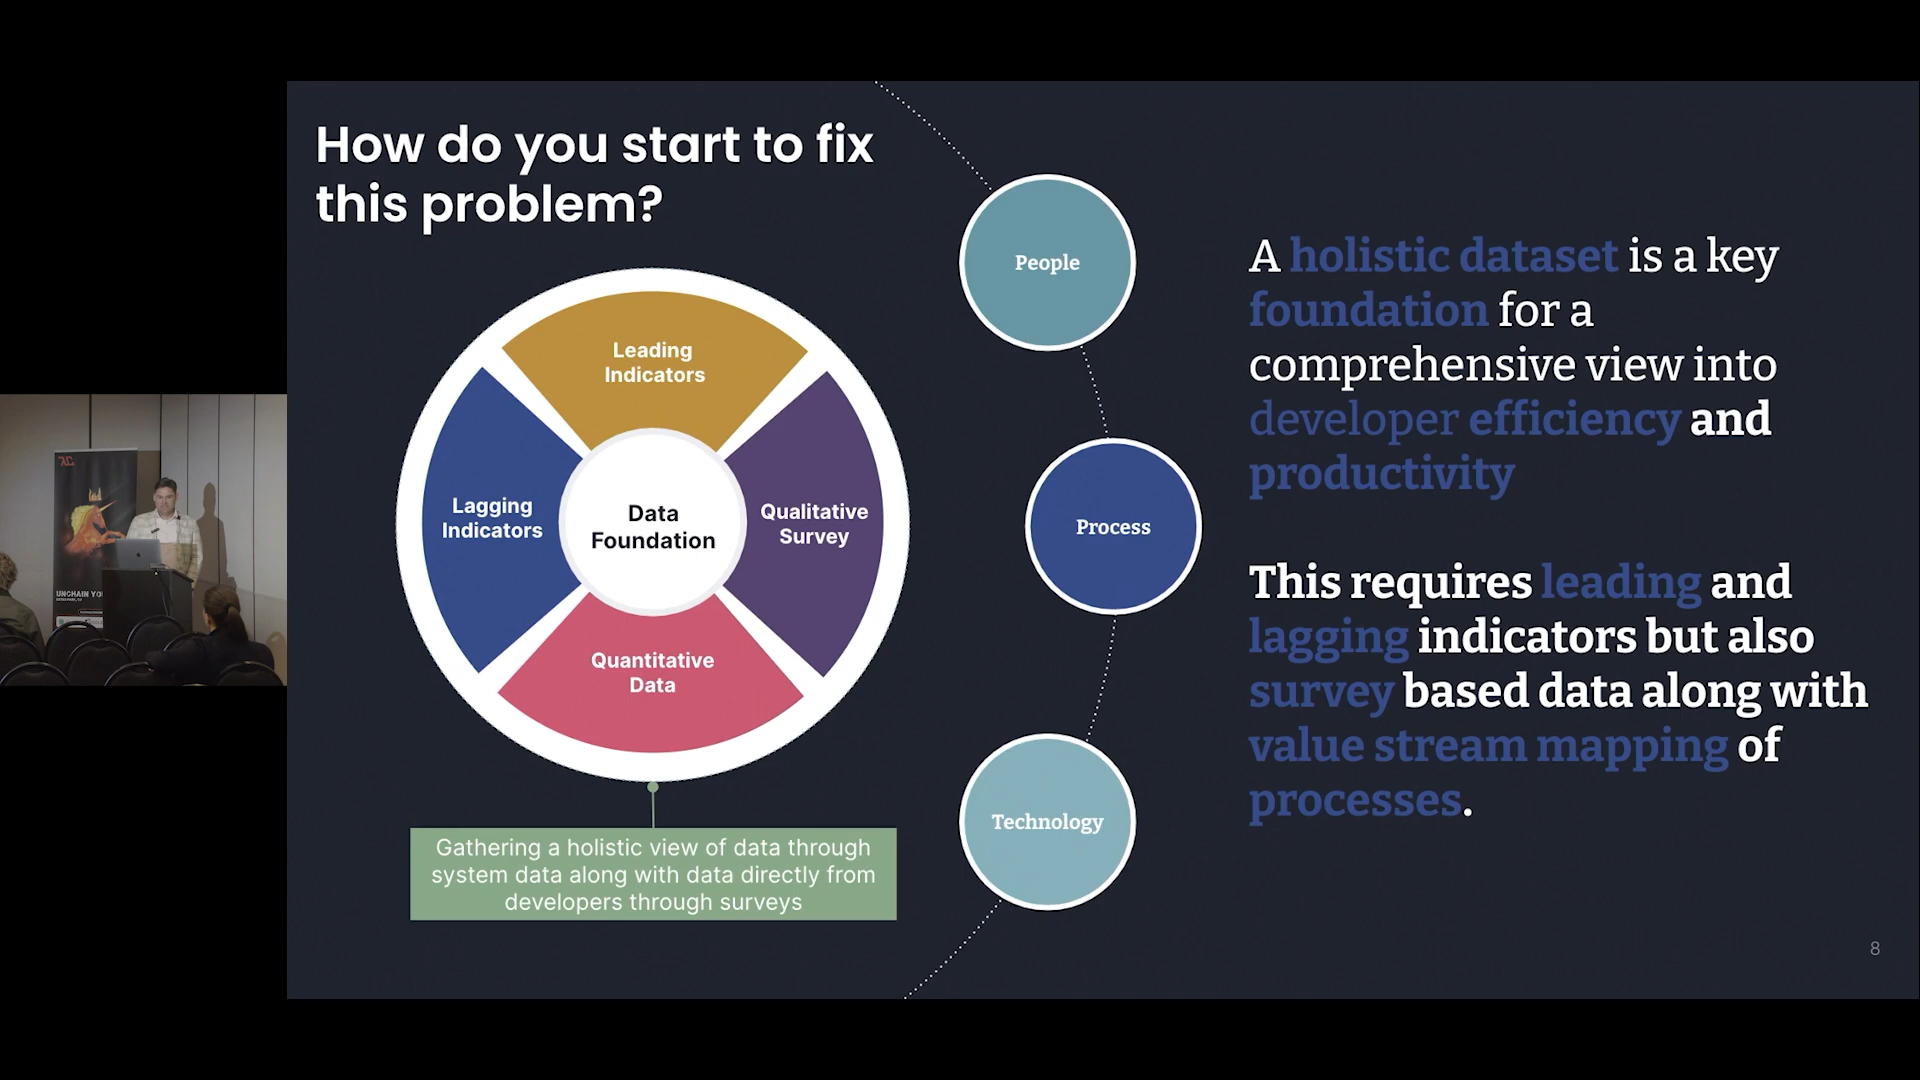 How do you start to fix
this problem?
Leading
Indicators
Lagging
Indicators
Data
Foundation
Qualitative
Survey
Quantitative
Data
Gathering a holistic view of data through
system data along with data directly from
developers through surveys
People
Process
Technology
A holistic dataset is a key
foundation for a
comprehensive view into
developer efficiency and
productivity
This requires leading and
lagging indicators but also
survey based data along with
value stream mapping of
processes.
8
UNCHAIN YO